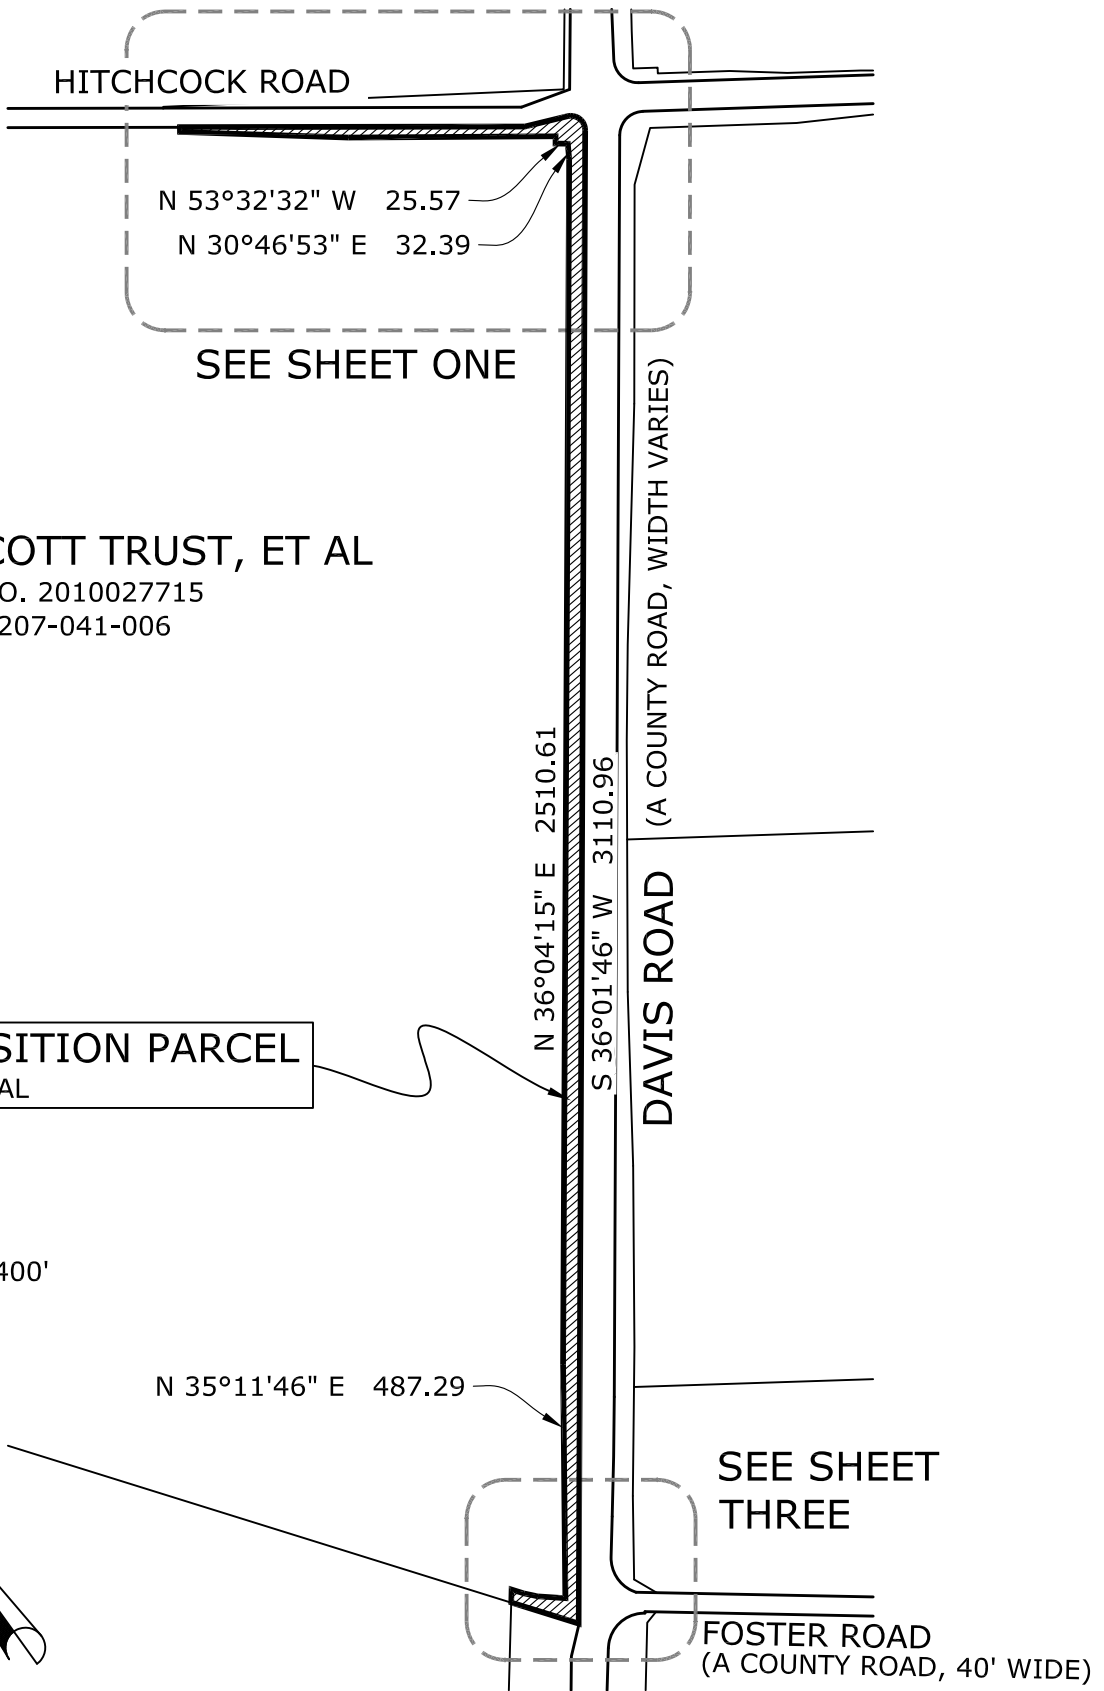 HITCHCOCK ROAD
N 53°32'32" W 25.57
N 30°46'53" E 32.39
SEE SHEET ONE
(A COUNTY ROAD, WIDTH VARIES)
COTT TRUST, ET AL
O. 2010027715
207-041-006
N 36°04'15" E 2510.61
S 36°01'46" W 3110.96
DAVIS ROAD
SITION PARCEL
AL
400'
N 35°11'46" E 487.29
SEE SHEET
THREE
FOSTER ROAD
(A COUNTY ROAD, 40' WIDE)